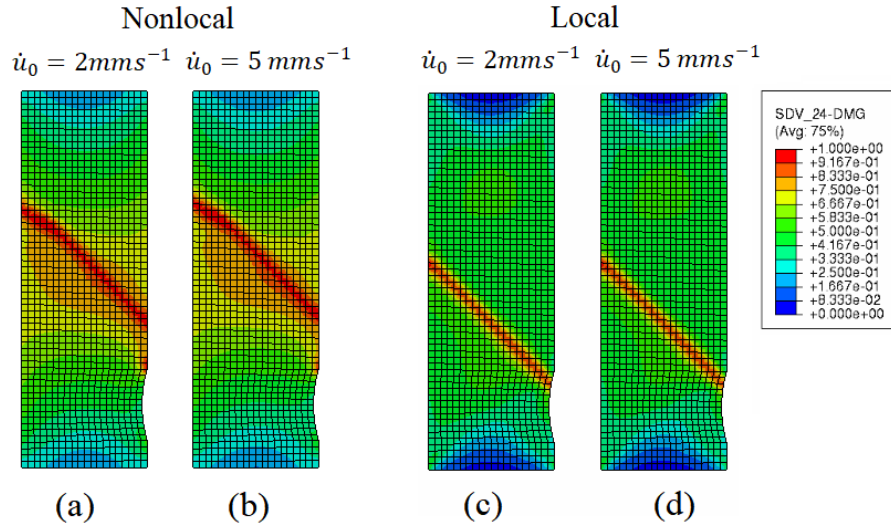 Nonlocal Local
u̇₀ = 2mms⁻¹ u̇₀ = 5 mms⁻¹ u̇₀ = 2mms⁻¹ u̇₀ = 5 mms⁻¹
SDV_24-DMG
(Avg: 75%)
+1.000e+00
+9.167e-01
+8.333e-01
+7.500e-01
+6.667e-01
+5.833e-01
+5.000e-01
+4.167e-01
+3.333e-01
+2.500e-01
+1.667e-01
+8.333e-02
+0.000e+00
(a) (b) (c) (d)